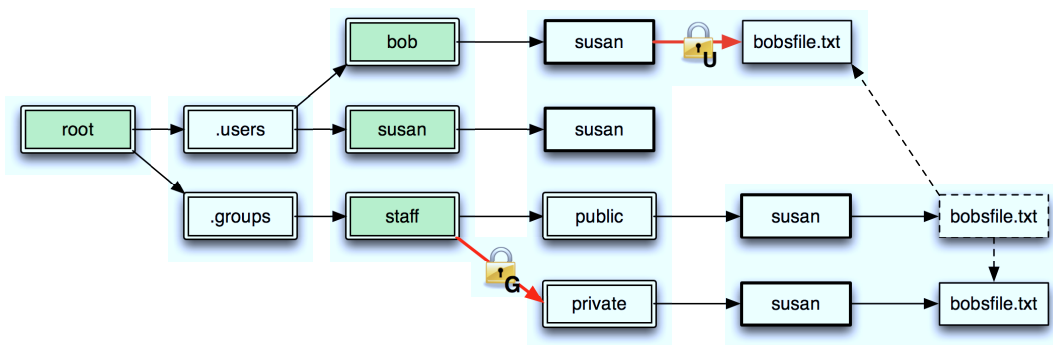 bob
susan
U
bobsfile.txt
root
.users
susan
susan
.groups
staff
public
susan
bobsfile.txt
G
private
susan
bobsfile.txt